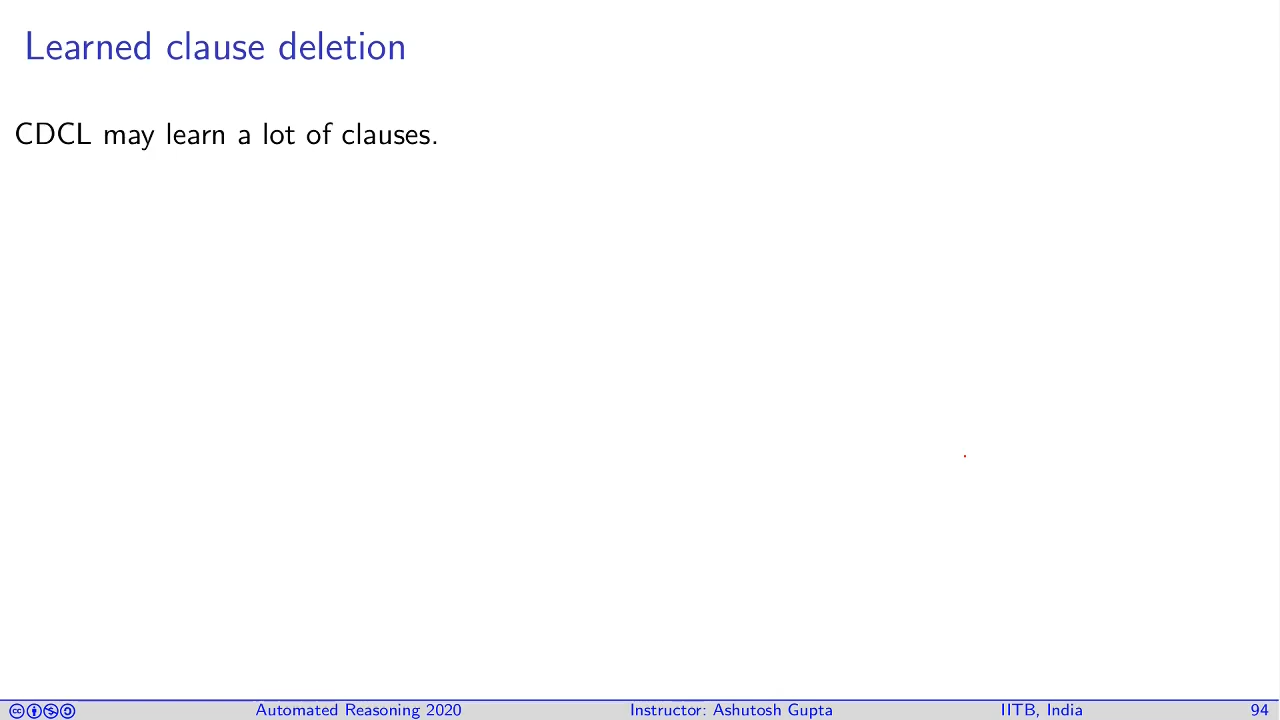 Learned clause deletion
CDCL may learn a lot of clauses.
Automated Reasoning 2020 Instructor: Ashutosh Gupta IITB, India 94